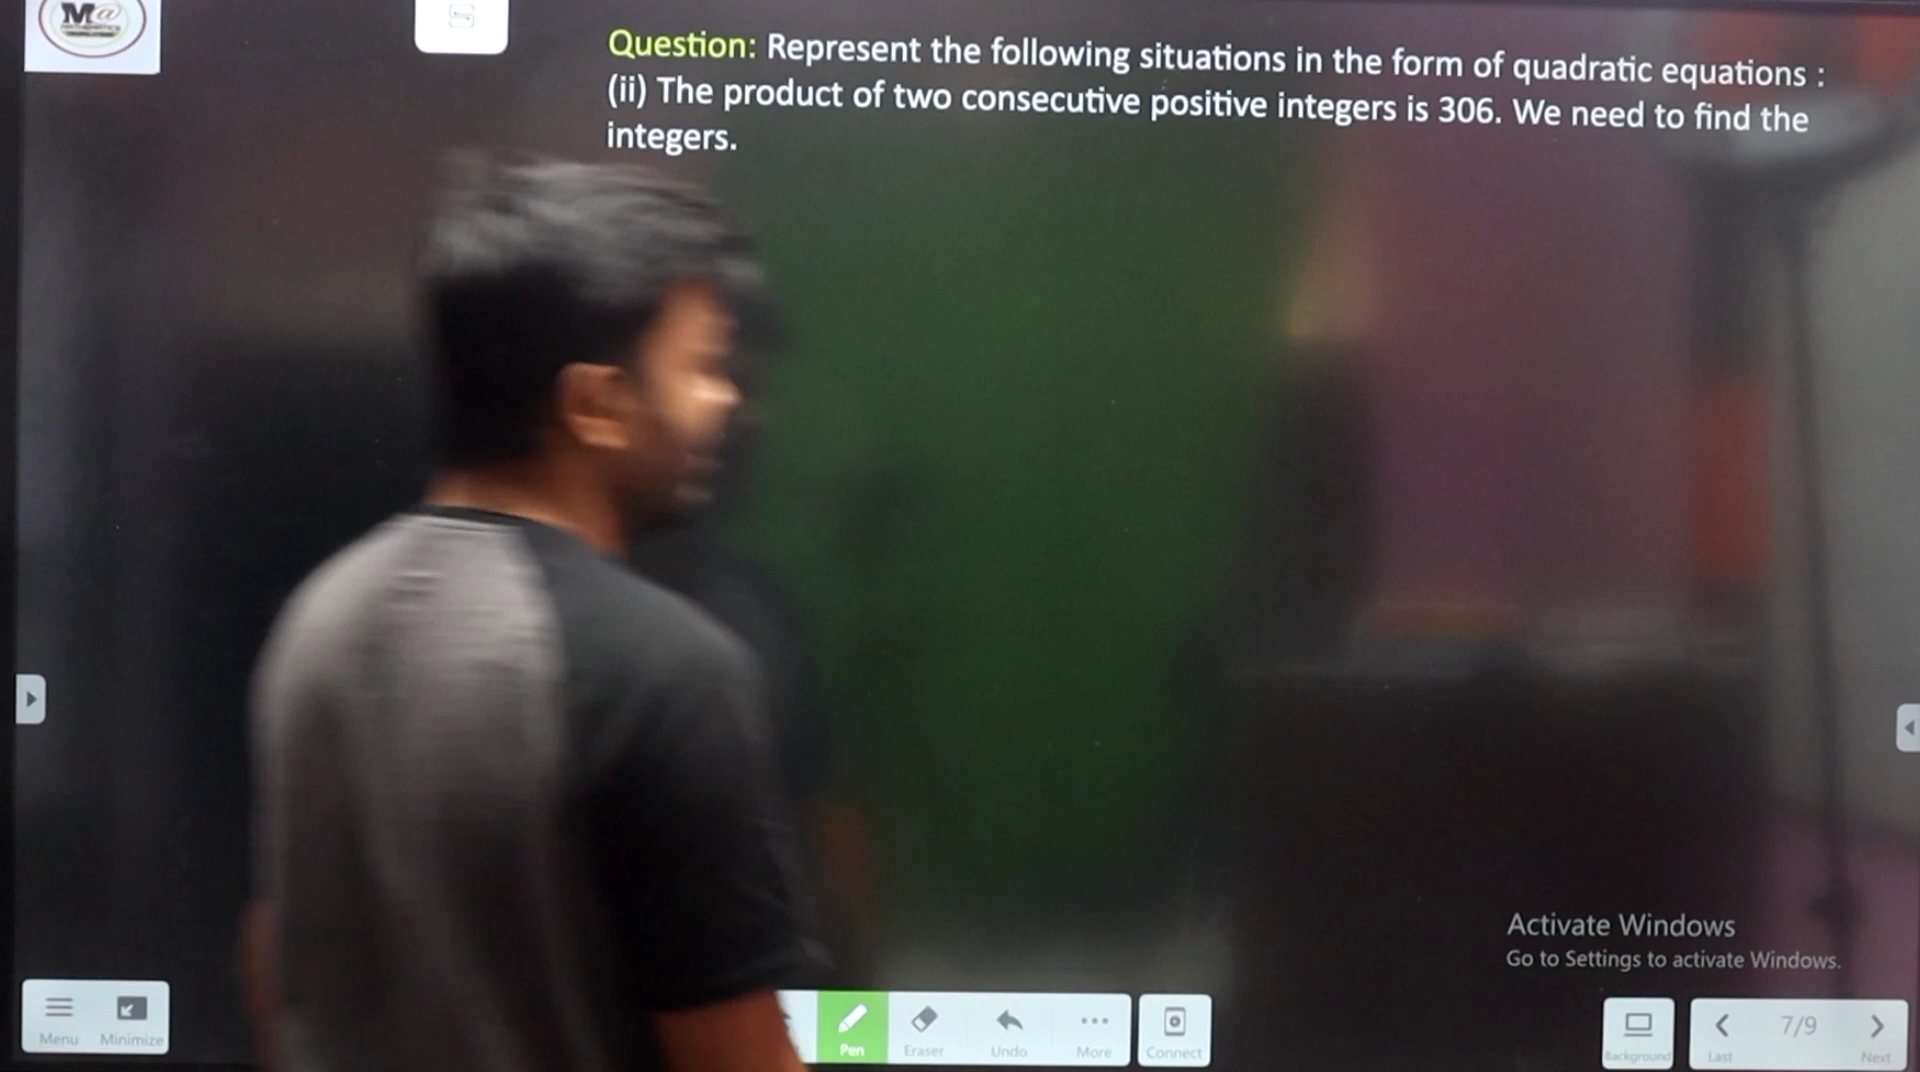 M@
Question: Represent the following situations in the form of quadratic equations :
(ii) The product of two consecutive positive integers is 306. We need to find the
integers.
Activate Windows
Go to Settings to activate Windows.
Menu Minimize Pen Eraser Undo More Connect Background Last 7/9 Next